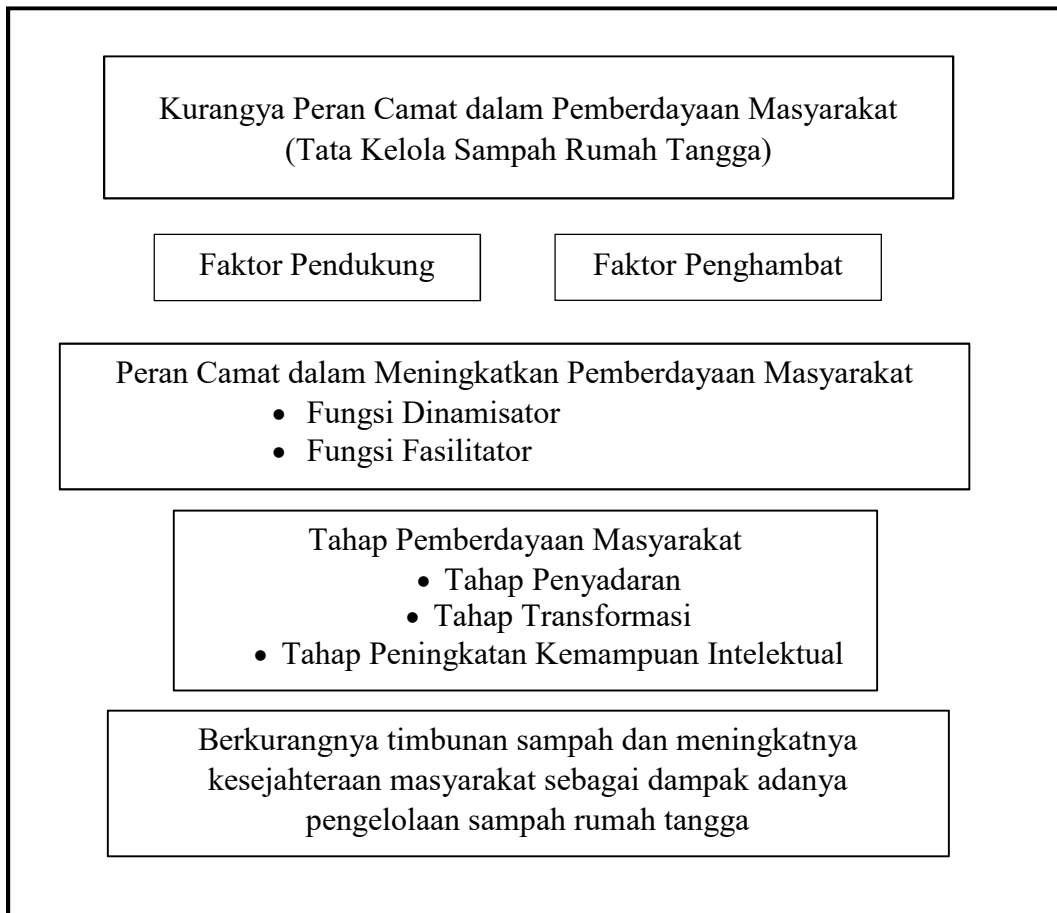 Kurangya Peran Camat dalam Pemberdayaan Masyarakat
(Tata Kelola Sampah Rumah Tangga)
Faktor Pendukung
Faktor Penghambat
Peran Camat dalam Meningkatkan Pemberdayaan Masyarakat
• Fungsi Dinamisator
• Fungsi Fasilitator
Tahap Pemberdayaan Masyarakat
• Tahap Penyadaran
• Tahap Transformasi
• Tahap Peningkatan Kemampuan Intelektual
Berkurangnya timbunan sampah dan meningkatnya
kesejahteraan masyarakat sebagai dampak adanya
pengelolaan sampah rumah tangga